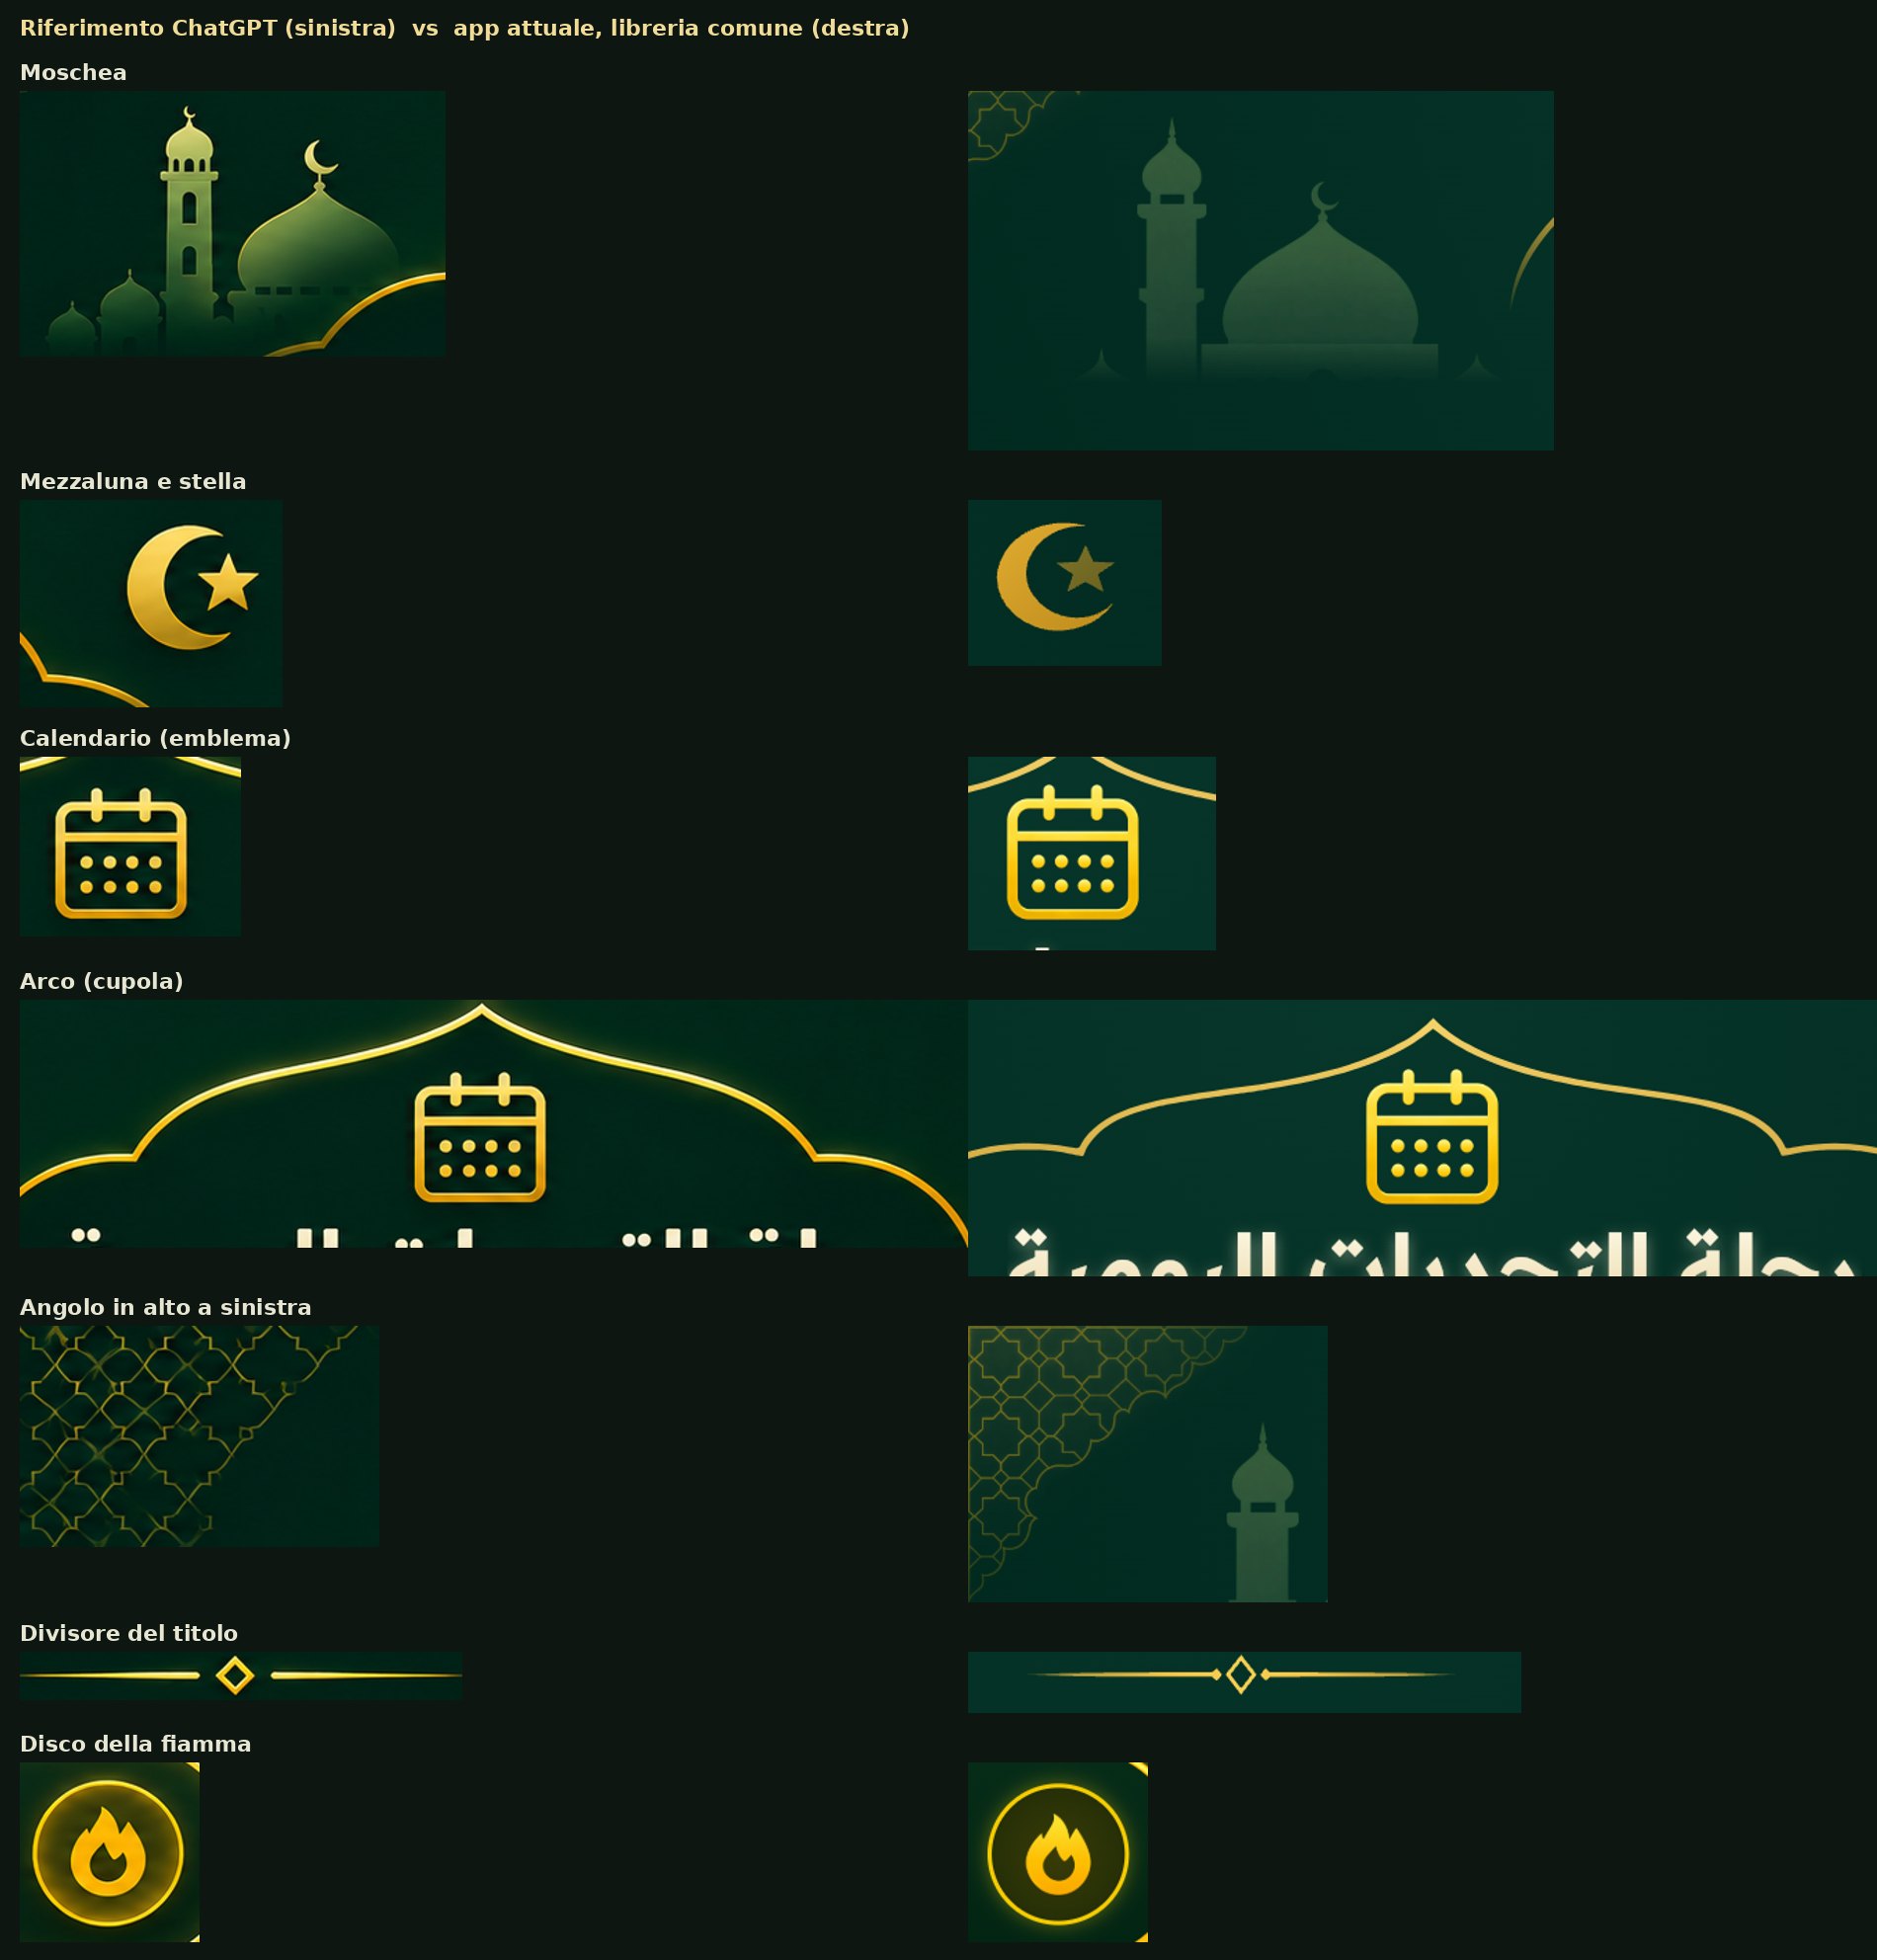 Riferimento ChatGPT (sinistra)  vs  app attuale, libreria comune (destra)
Moschea
Mezzaluna e stella
Calendario (emblema)
Arco (cupola)
Angolo in alto a sinistra
Divisore del titolo
Disco della fiamma